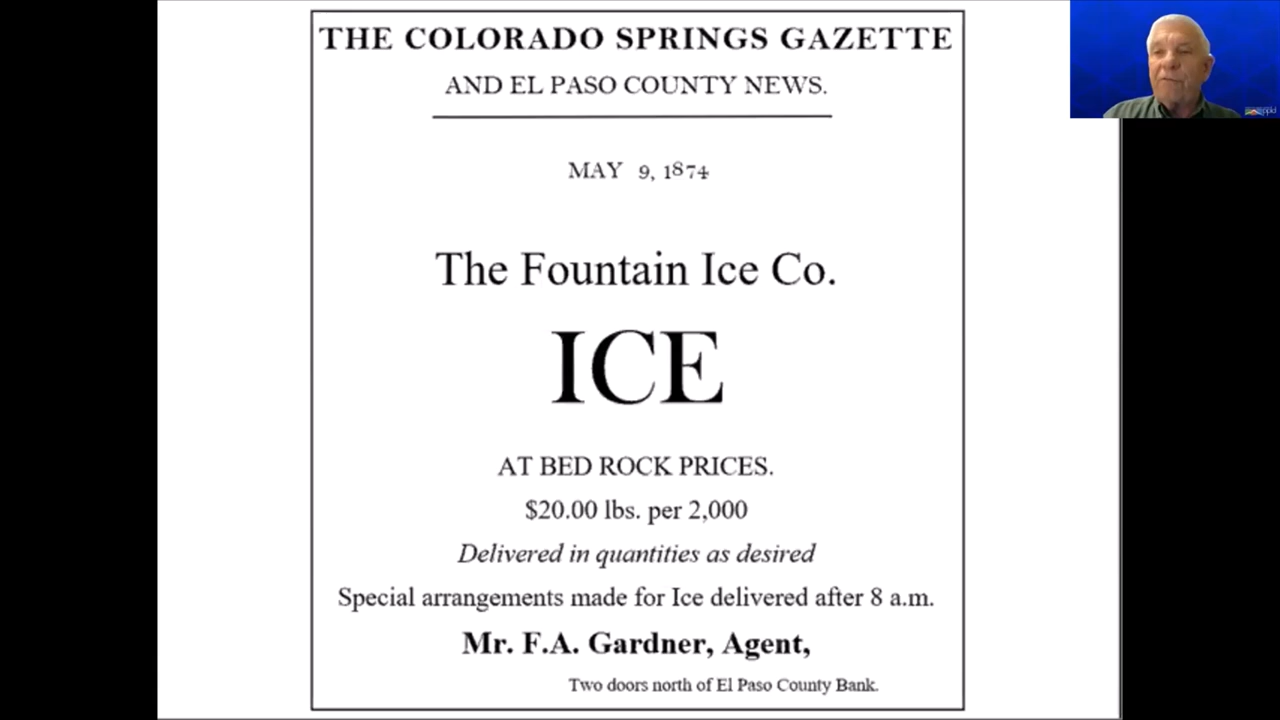 THE COLORADO SPRINGS GAZETTE
AND EL PASO COUNTY NEWS.
MAY 9, 1874
The Fountain Ice Co.
ICE
AT BED ROCK PRICES.
$20.00 lbs. per 2,000
Delivered in quantities as desired
Special arrangements made for Ice delivered after 8 a.m.
Mr. F.A. Gardner, Agent,
Two doors north of El Paso County Bank.